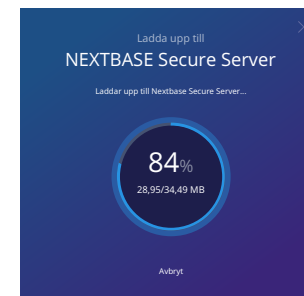 Ladda upp till
NEXTBASE Secure Server
Laddar upp till Nextbase Secure Server...
84%
28,95/34,49 MB
Avbryt